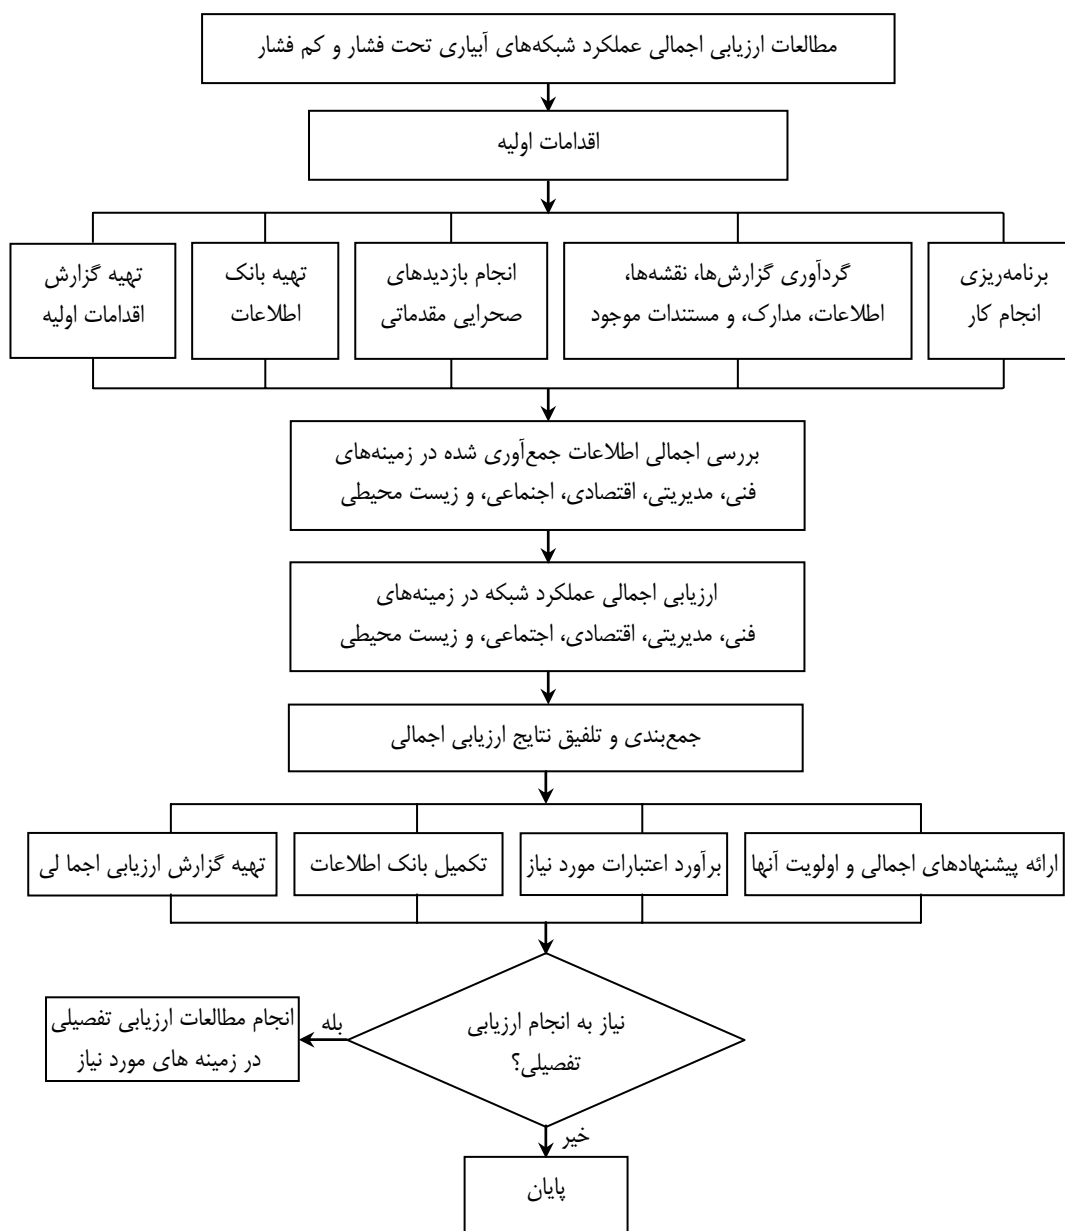 مطالعات ارزیابی اجمالی عملکرد شبکه‌های آبیاری تحت فشار و کم فشار
اقدامات اولیه
برنامه‌ریزی
انجام کار
گردآوری گزارش‌ها، نقشه‌ها،
اطلاعات، مدارک، و مستندات موجود
انجام بازدیدهای
صحرایی مقدماتی
تهیه بانک
اطلاعات
تهیه گزارش
اقدامات اولیه
بررسی اجمالی اطلاعات جمع‌آوری شده در زمینه‌های
فنی، مدیریتی، اقتصادی، اجتماعی، و زیست محیطی
ارزیابی اجمالی عملکرد شبکه در زمینه‌های
فنی، مدیریتی، اقتصادی، اجتماعی، و زیست محیطی
جمع‌بندی و تلفیق نتایج ارزیابی اجمالی
ارائه پیشنهادهای اجمالی و اولویت آنها
برآورد اعتبارات مورد نیاز
تکمیل بانک اطلاعات
تهیه گزارش ارزیابی اجما لی
نیاز به انجام ارزیابی
تفصیلی؟
بله
انجام مطالعات ارزیابی تفصیلی
در زمینه های مورد نیاز
خیر
پایان